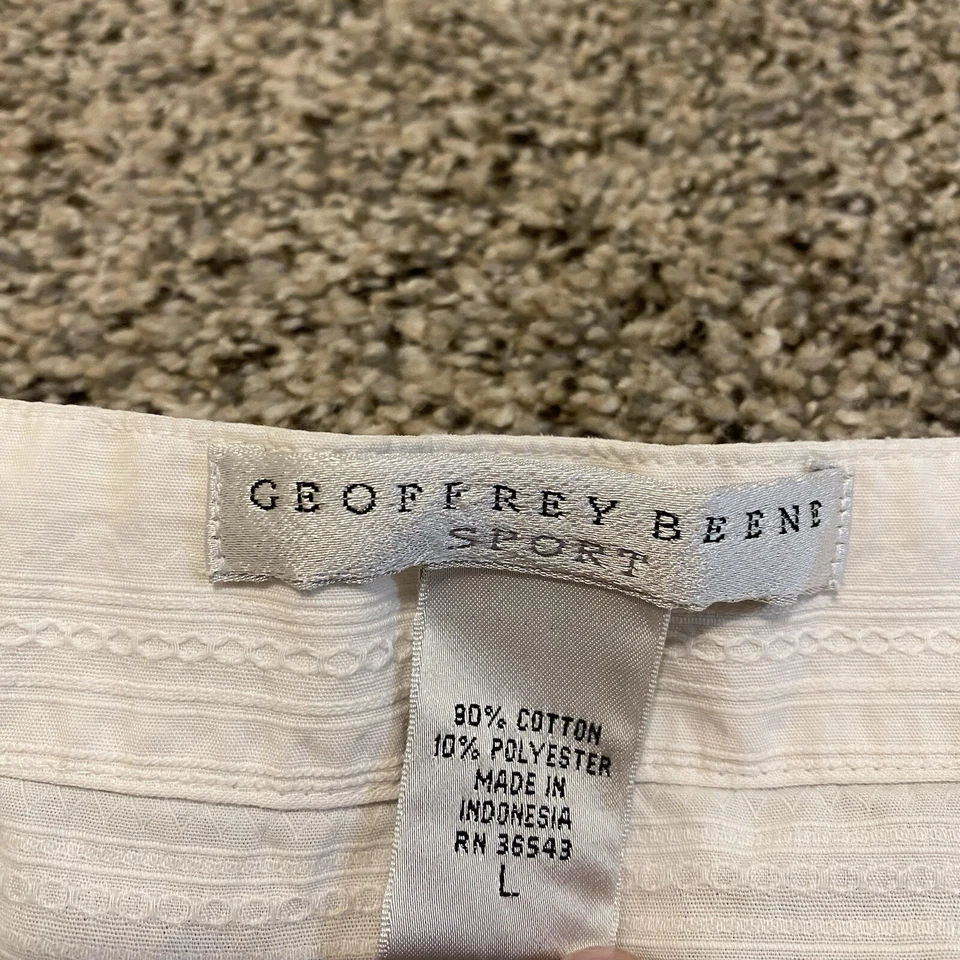 GEOFFREY BEENE
SPORT
90% COTTON
10% POLYESTER
MADE IN
INDONESIA
RN 36543
L